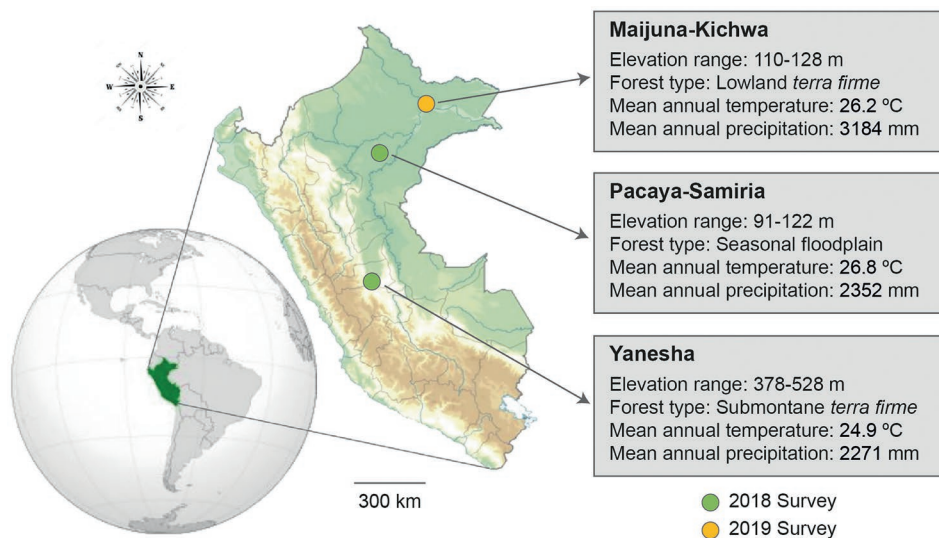 N
W E
S
Maijuna-Kichwa
Elevation range: 110-128 m
Forest type: Lowland terra firme
Mean annual temperature: 26.2 ºC
Mean annual precipitation: 3184 mm
Pacaya-Samiria
Elevation range: 91-122 m
Forest type: Seasonal floodplain
Mean annual temperature: 26.8 ºC
Mean annual precipitation: 2352 mm
Yanesha
Elevation range: 378-528 m
Forest type: Submontane terra firme
Mean annual temperature: 24.9 ºC
Mean annual precipitation: 2271 mm
300 km
2018 Survey
2019 Survey